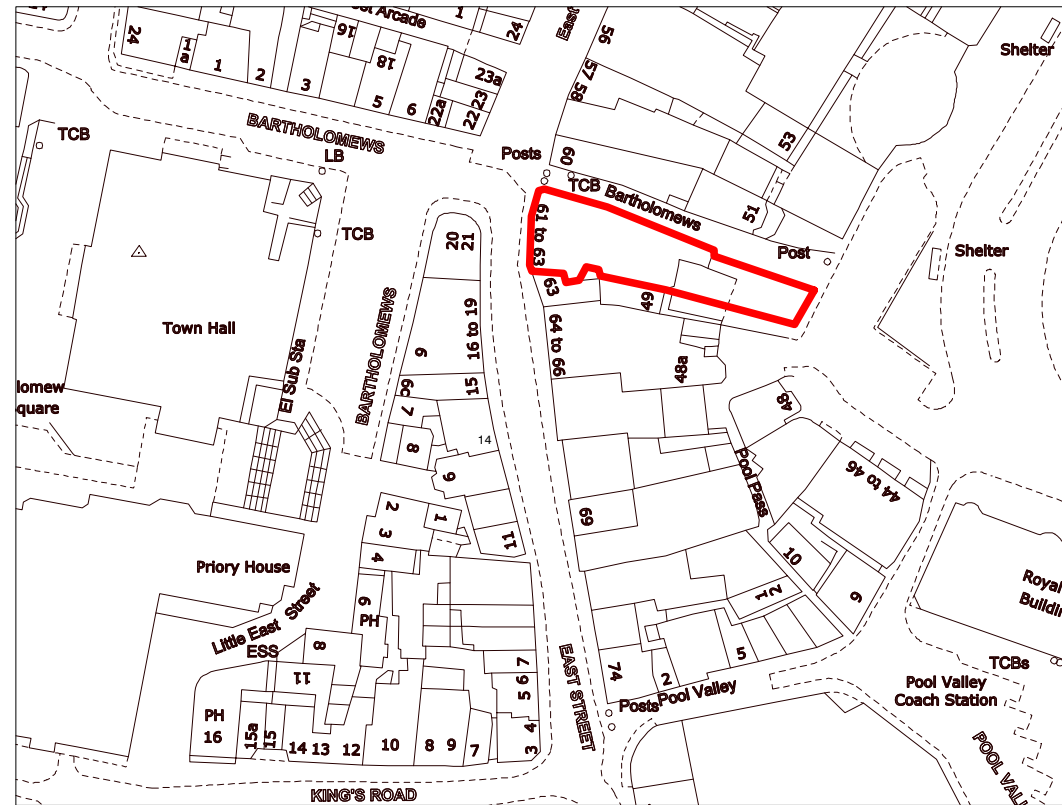 24
1a
1
2
3
16
18
5
6
1
24
East
22a
22
23
23a
56
57 58
53
Shelter
TCB
BARTHOLOMEWS
LB
Posts
60
TCB
Bartholomews
51
Post
Shelter
TCB
61 to 63
63
49
20
21
Town Hall
El Sub Sta
BARTHOLOMEWS
9
16 to 19
64 to 66
48a
48
6c
7
8
15
14
9
quare
44 to 46
Pool Pass
69
2
3
1
4
11
10
9
1
2
Priory House
Little East Street
6
PH
ESS
8
11
5 6 7
EAST STREET
74
2
5
Posts
Pool Valley
Royal
TCBs
Pool Valley
Coach Station
PH
16
15a
15
14
13
12
10
8
9
7
3 4
KING'S ROAD